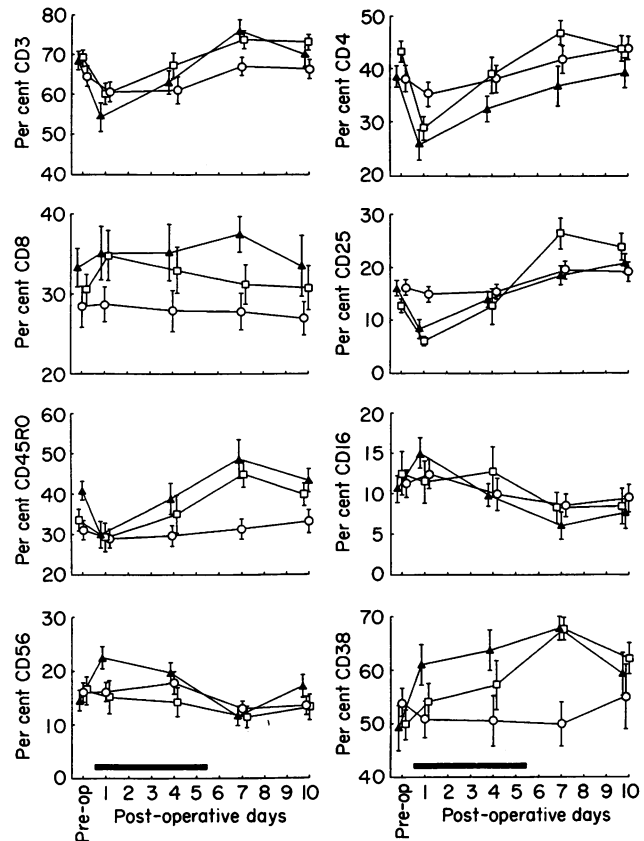 Per cent CD3
80
70
60
50
40
Per cent CD4
50
40
30
20
Per cent CD8
40
30
20
Per cent CD25
30
20
10
0
Per cent CD45RO
60
50
40
30
20
Per cent CD16
20
15
10
5
0
Per cent CD56
30
20
10
0
Pre-op 1 2 3 4 5 6 7 8 9 10
Post-operative days
Per cent CD38
70
60
50
40
Pre-op 1 2 3 4 5 6 7 8 9 10
Post-operative days